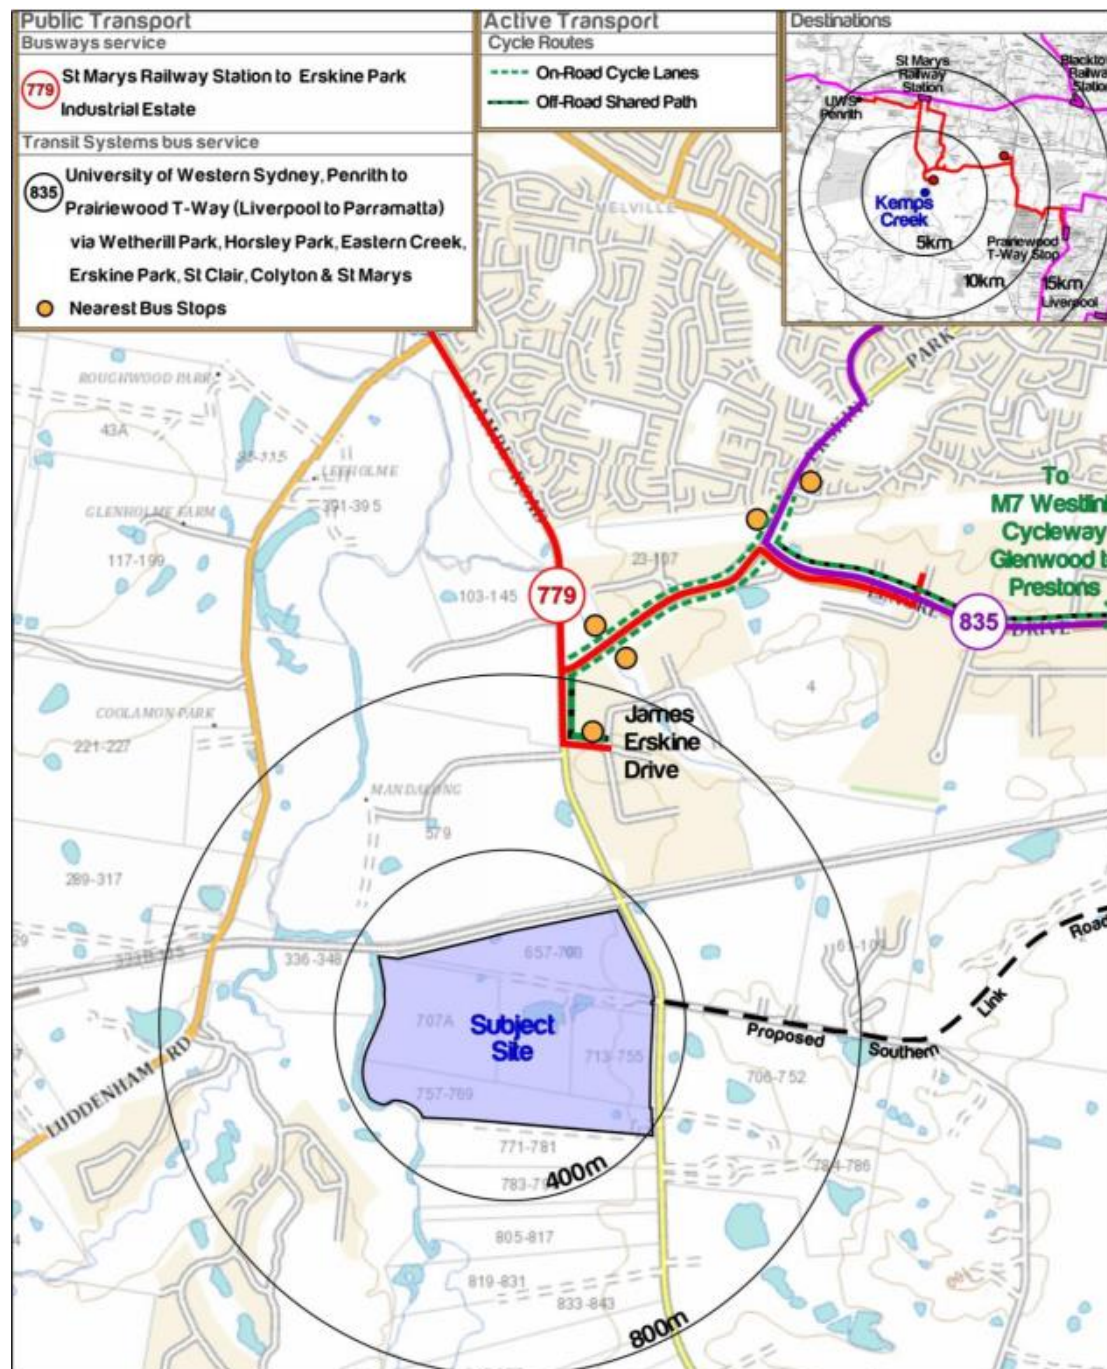 Public Transport
Busways service
779
St Marys Railway Station to Erskine Park
Industrial Estate
Transit Systems bus service
835
University of Western Sydney, Penrith to
Prairiewood T-Way (Liverpool to Parramatta)
via Wetherill Park, Horsley Park, Eastern Creek,
Erskine Park, St Clair, Colyton & St Marys
Nearest Bus Stops
Active Transport
Cycle Routes
On-Road Cycle Lanes
Off-Road Shared Path
Destinations
St Marys
Railway
Station
Railway
UWS
Penrith
Kemps
Creek
5km
Prairiewood
T-Way Stop
10km
15km
Liverpool
MELVILLE
PARK
ROUGHWOOD PARK
43A
LEEHOLME
391-395
GLENHOLME FARM
117-199
103-145
23-107
779
835
DRIVE
To
Cycleway
Prestons
COOLAMON PARK
221-227
4
James
Erskine
Drive
MANDALONG
579
289-317
336-348
707A
Subject
Site
713-755
757-769
Proposed
Southern
Link
Road
706-752
LUDDENHAM RD
771-781
784-786
400m
805-817
819-831
833-843
800m